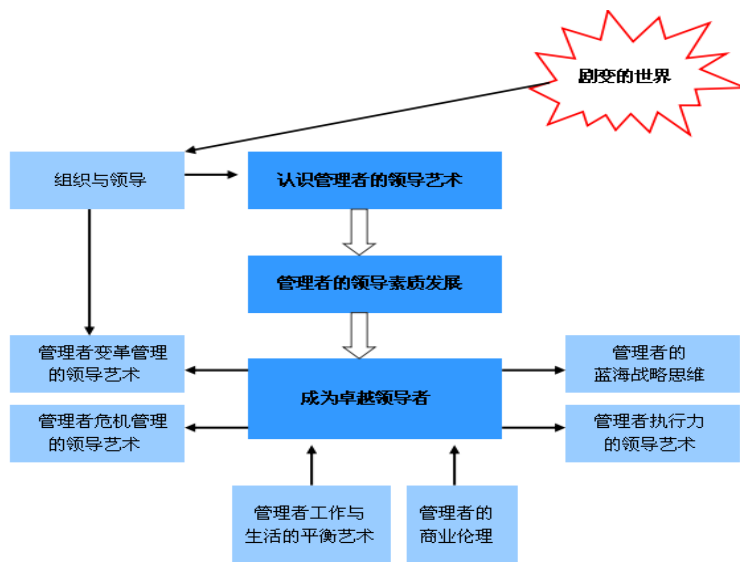 剧变的世界
组织与领导
认识管理者的领导艺术
管理者的领导素质发展
管理者变革管理
的领导艺术
成为卓越领导者
管理者的
蓝海战略思维
管理者危机管理
的领导艺术
管理者执行力
的领导艺术
管理者工作与
生活的平衡艺术
管理者的
商业伦理